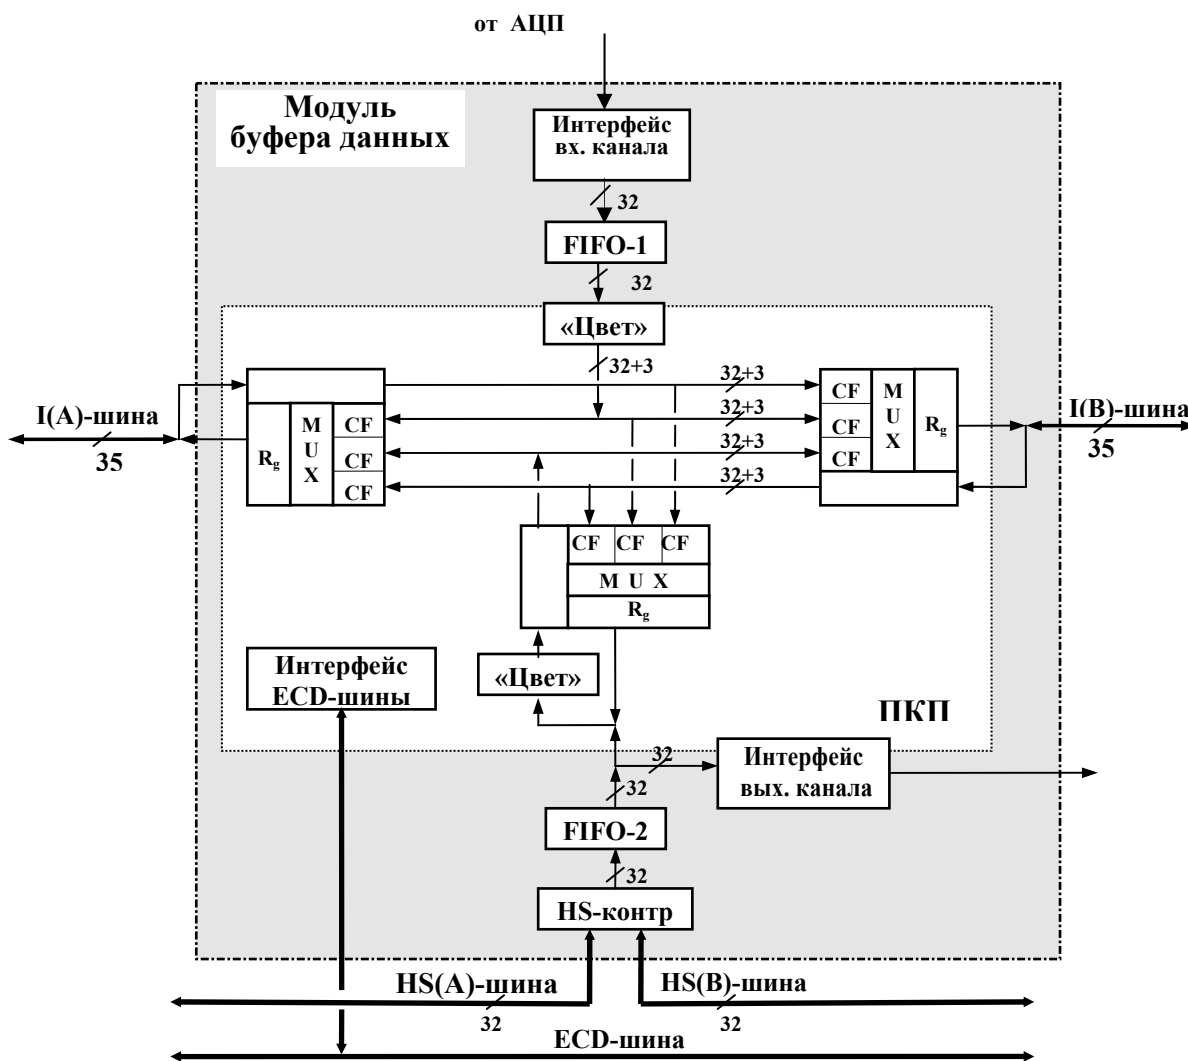 от АЦП
Модуль
буфера данных
Интерфейс
вх. канала
32
FIFO-1
32
«Цвет»
32+3
32+3
32+3
32+3
32+3
I(A)-шина
35
Rg
M
U
X
CF
CF
CF
CF
CF
CF
M
U
X
Rg
I(B)-шина
35
CF
CF
CF
M U X
Rg
«Цвет»
Интерфейс
ECD-шины
ПКП
32
Интерфейс
вых. канала
32
FIFO-2
32
HS-контр
HS(A)-шина
32
HS(B)-шина
32
ECD-шина